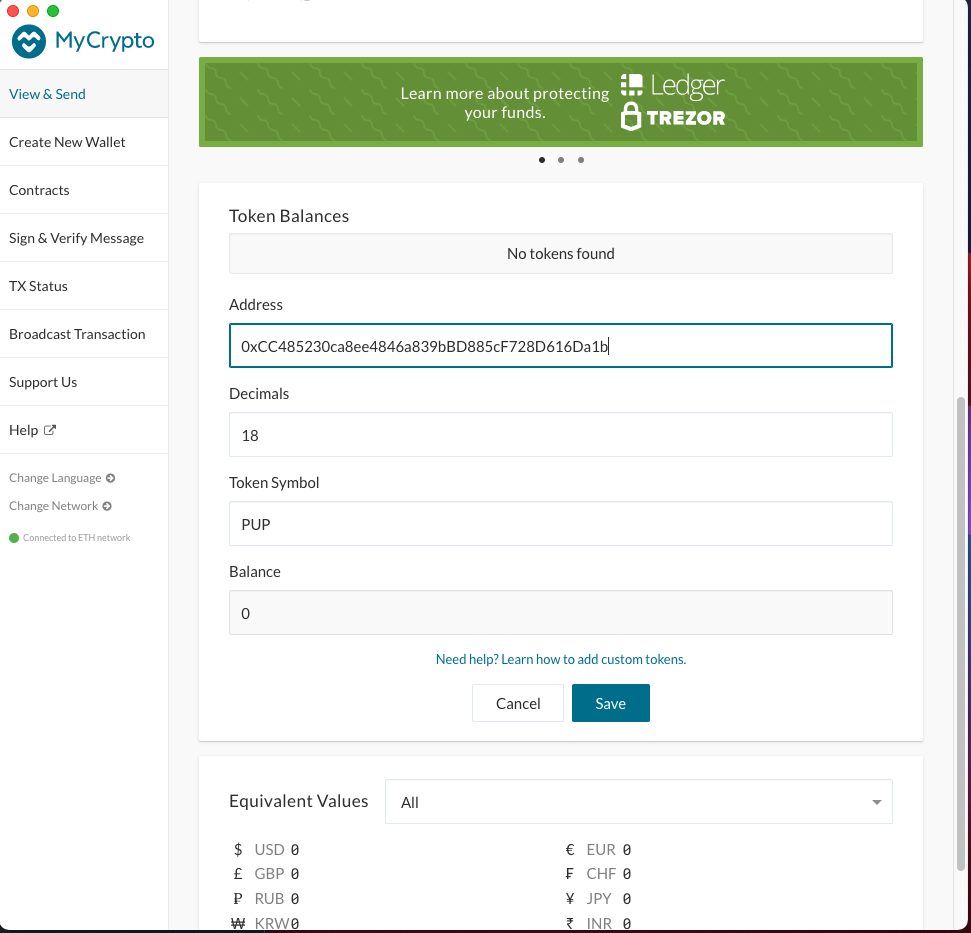 MyCrypto
View & Send
Create New Wallet
Contracts
Sign & Verify Message
TX Status
Broadcast Transaction
Support Us
Help
Change Language
Change Network
Connected to ETH network
Learn more about protecting
your funds.
Ledger
TREZOR
Token Balances
No tokens found
Address
0xCC485230ca8ee4846a839bBD885cF728D616Da1b
Decimals
18
Token Symbol
PUP
Balance
0
Need help? Learn how to add custom tokens.
Cancel Save
Equivalent Values All
$ USD 0 € EUR 0
£ GBP 0 ₣ CHF 0
₽ RUB 0 ¥ JPY 0
₩ KRW 0 ₹ INR 0